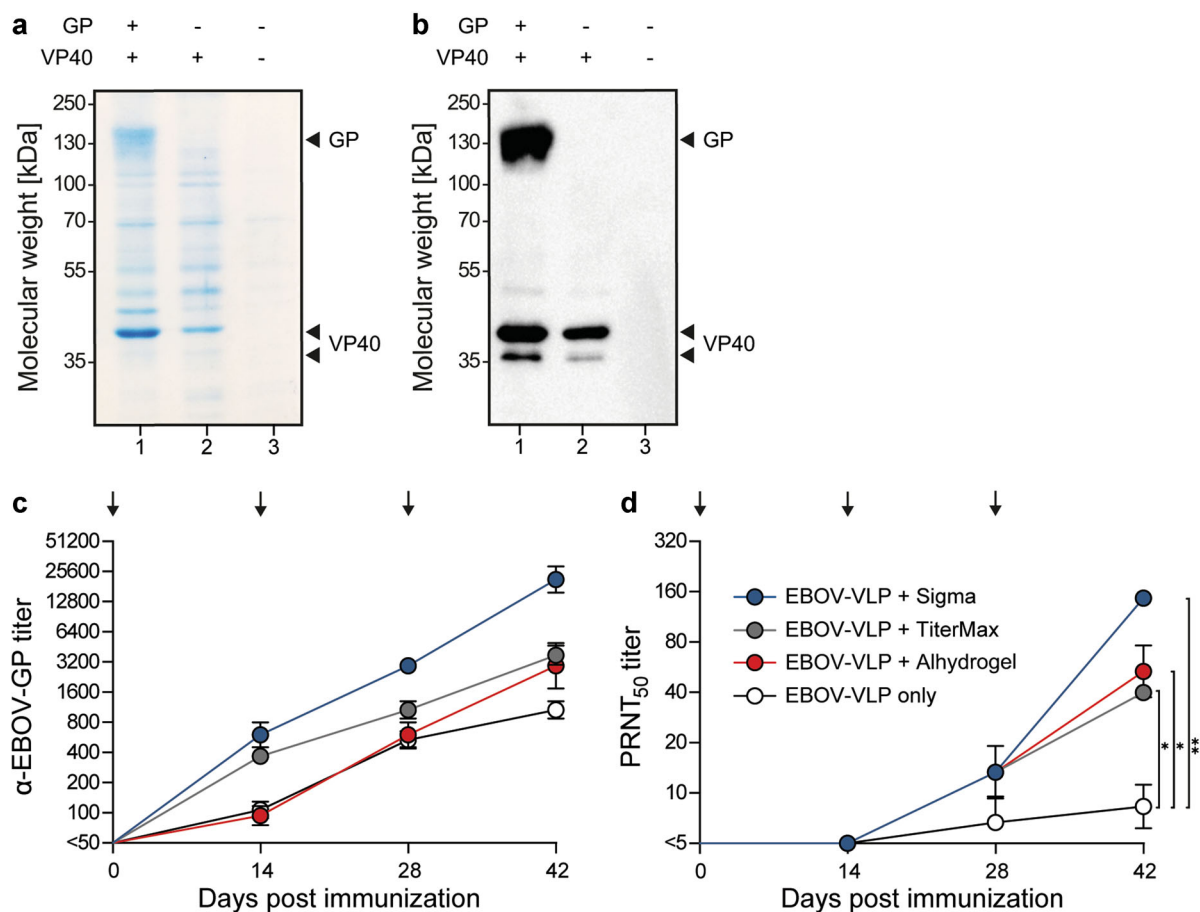 a
GP + - -
VP40 + + -
Molecular weight [kDa]
250
130
100
70
55
35
GP
VP40
1 2 3
b
GP + - -
VP40 + + -
Molecular weight [kDa]
250
130
100
70
55
35
GP
VP40
1 2 3
c
α-EBOV-GP titer
51200
25600
12800
6400
3200
1600
800
400
200
100
<50
0 14 28 42
Days post immunization
d
PRNT50 titer
320
160
80
40
20
10
<5
EBOV-VLP + Sigma
EBOV-VLP + TiterMax
EBOV-VLP + Alhydrogel
EBOV-VLP only
* * **
0 14 28 42
Days post immunization